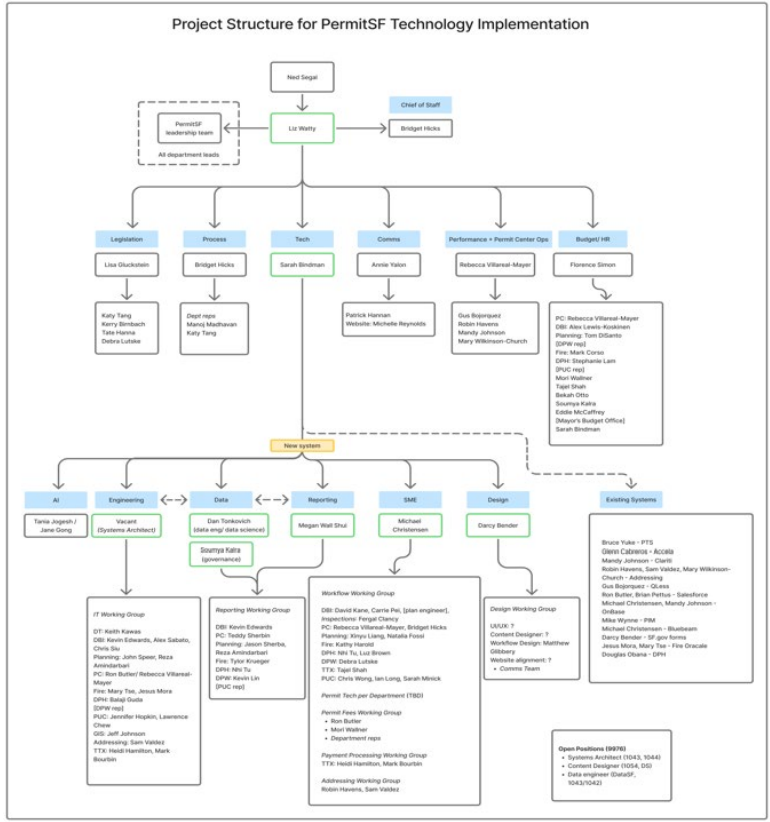 Project Structure for PermitSF Technology Implementation
Ned Segal
Chief of Staff
PermitSF
leadership team
Liz Watty
Bridget Hicks
All department leads
Legislation
Process
Tech
Comms
Performance + Permit Center Ops
Budget/ HR
Lisa Gluckstein
Bridget Hicks
Sarah Bindman
Annie Yalon
Rebecca Villareal-Mayer
Florence Simon
Katy Tang
Kerry Birnbach
Tate Hanna
Debra Lutske
Dept reps
Manoj Madhavan
Katy Tang
Patrick Hannan
Website: Michelle Reynolds
Gus Bojorquez
Robin Havens
Mandy Johnson
Mary Wilkinson-Church
PC: Rebecca Villareal-Mayer
DBI: Alex Lewis-Koskinen
Planning: Tom DiSanto
[DPW rep]
Fire: Mark Corso
DPH: Stephanie Lam
[PUC rep]
Mori Wallner
Tajel Shah
Bekah Otto
Soumya Kalra
Eddie McCaffrey
[Mayor's Budget Office]
Sarah Bindman
New system
AI
Engineering
Data
Reporting
SME
Design
Existing Systems
Tania Jogesh /
Jane Gong
Vacant
(Systems Architect)
Dan Tonkovich
(data eng/ data science)
Soumya Kalra
(governance)
Megan Wall Shui
Michael
Christensen
Darcy Bender
Bruce Yuke - PTS
Glenn Cabreros - Accela
Mandy Johnson - Clariti
Robin Havens, Sam Valdez, Mary Wilkinson-
Church - Addressing
Gus Bojorquez - QLess
Ron Butler, Brian Pettus - Salesforce
Michael Christensen, Mandy Johnson -
OnBase
Mike Wynne - PIM
Michael Christensen - Bluebeam
Darcy Bender - SF.gov forms
Jesus Mora, Mary Tse - Fire Oracale
Douglas Obana - DPH
IT Working Group
DT: Keith Kawas
DBI: Kevin Edwards, Alex Sabato,
Chris Siu
Planning: John Speer, Reza
Amindarbari
PC: Ron Butler/ Rebecca Villareal-
Mayer
Fire: Mary Tse, Jesus Mora
DPH: Balaji Guda
[DPW rep]
PUC: Jennifer Hopkin, Lawrence
Chew
GIS: Jeff Johnson
Addressing: Sam Valdez
TTX: Heidi Hamilton, Mark
Bourbin
Reporting Working Group
DBI: Kevin Edwards
PC: Teddy Sherbin
Planning: Jason Sherba,
Reza Amindarbari
Fire: Tylor Krueger
DPH: Nhi Tu
DPW: Kevin Lin
[PUC rep]
Workflow Working Group
DBI: David Kane, Carrie Pei, [plan engineer],
Inspections: Fergal Clancy
PC: Rebecca Villareal-Mayer, Bridget Hicks
Planning: Xinyu Liang, Natalia Fossi
Fire: Kathy Harold
DPH: Nhi Tu, Luz Brown
DPW: Debra Lutske
TTX: Tajel Shah
PUC: Chris Wong, Ian Long, Sarah Minick
Permit Tech per Department (TBD)
Permit Fees Working Group
• Ron Butler
• Mori Wallner
• Department reps
Payment Processing Working Group
TTX: Heidi Hamilton, Mark Bourbin
Addressing Working Group
Robin Havens, Sam Valdez
Design Working Group
UI/UX: ?
Content Designer: ?
Workflow Design: Matthew
Glibbery
Website alignment: ?
• Comms Team
Open Positions (9976)
• Systems Architect (1043, 1044)
• Content Designer (1054, DS)
• Data engineer (DataSF,
1043/1042)